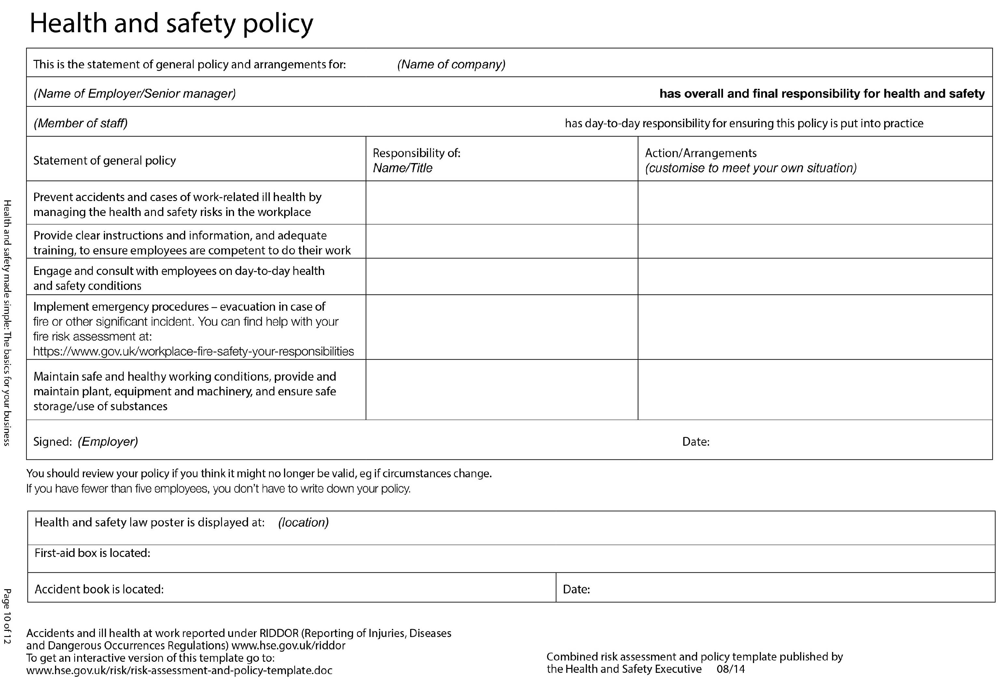 Health and safety policy
This is the statement of general policy and arrangements for: (Name of company)
(Name of Employer/Senior manager) has overall and final responsibility for health and safety
(Member of staff) has day-to-day responsibility for ensuring this policy is put into practice
Statement of general policy
Responsibility of:
Name/Title
Action/Arrangements
(customise to meet your own situation)
Prevent accidents and cases of work-related ill health by
managing the health and safety risks in the workplace
Provide clear instructions and information, and adequate
training, to ensure employees are competent to do their work
Engage and consult with employees on day-to-day health
and safety conditions
Implement emergency procedures – evacuation in case of
fire or other significant incident. You can find help with your
fire risk assessment at:
https://www.gov.uk/workplace-fire-safety-your-responsibilities
Maintain safe and healthy working conditions, provide and
maintain plant, equipment and machinery, and ensure safe
storage/use of substances
Signed: (Employer) Date:
You should review your policy if you think it might no longer be valid, eg if circumstances change.
If you have fewer than five employees, you don’t have to write down your policy.
Health and safety law poster is displayed at: (location)
First-aid box is located:
Accident book is located: Date:
Accidents and ill health at work reported under RIDDOR (Reporting of Injuries, Diseases
and Dangerous Occurrences Regulations) www.hse.gov.uk/riddor
To get an interactive version of this template go to:
www.hse.gov.uk/risk/risk-assessment-and-policy-template.doc
Combined risk assessment and policy template published by
the Health and Safety Executive 08/14
Health and safety made simple: The basics for your business
Page 10 of 12